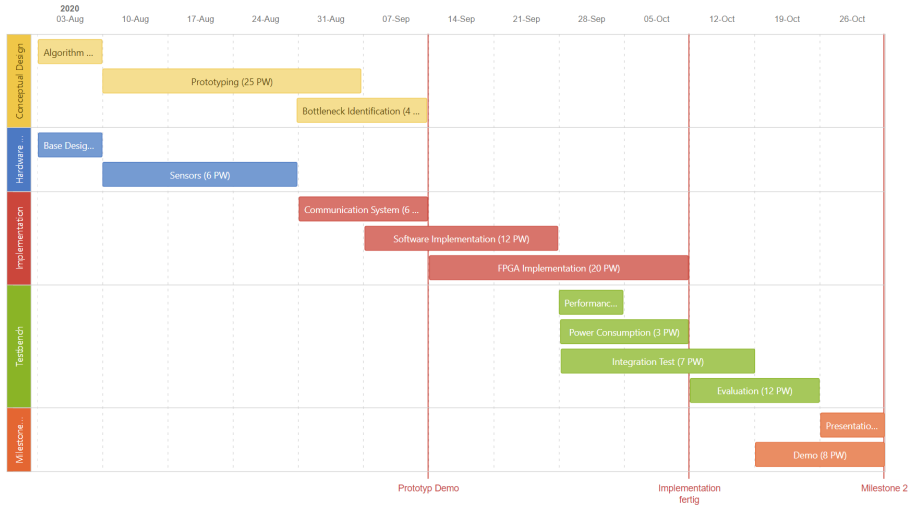 2020
03-Aug 10-Aug 17-Aug 24-Aug 31-Aug 07-Sep 14-Sep 21-Sep 28-Sep 05-Oct 12-Oct 19-Oct 26-Oct
Conceptual Design
Algorithm ...
Prototyping (25 PW)
Bottleneck Identification (4 ...
Hardware ...
Base Desig...
Sensors (6 PW)
Implementation
Communication System (6 ...
Software Implementation (12 PW)
FPGA Implementation (20 PW)
Testbench
Performanc...
Power Consumption (3 PW)
Integration Test (7 PW)
Evaluation (12 PW)
Milestone...
Presentatio...
Demo (8 PW)
Prototyp Demo
Implementation
fertig
Milestone 2